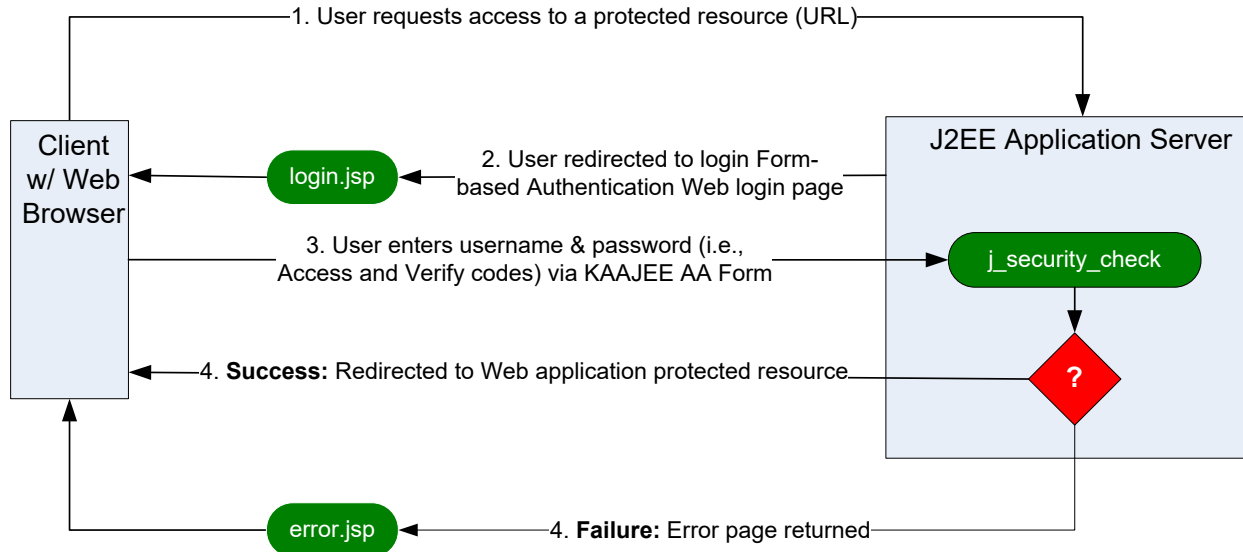 1. User requests access to a protected resource (URL)
Client
w/ Web
Browser
J2EE Application Server
login.jsp
2. User redirected to login Form-
based Authentication Web login page
3. User enters username & password (i.e.,
Access and Verify codes) via KAAJEE AA Form
j_security_check
4. Success: Redirected to Web application protected resource
?
error.jsp
4. Failure: Error page returned